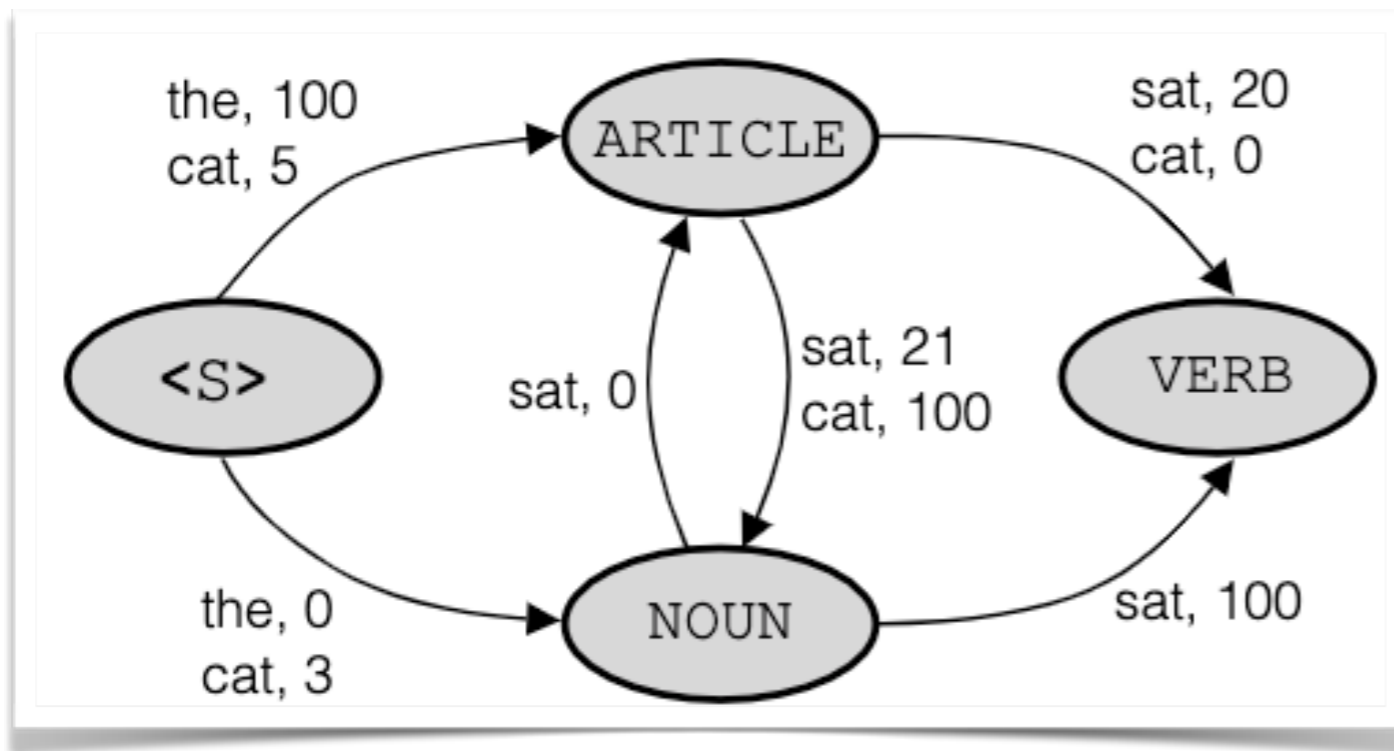 the, 100
cat, 5
ARTICLE
sat, 20
cat, 0
<S>
sat, 0
sat, 21
cat, 100
VERB
the, 0
cat, 3
NOUN
sat, 100